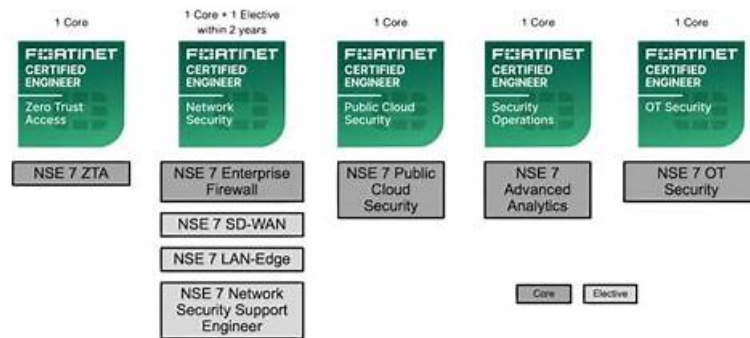 1 Core
1 Core + 1 Elective
within 2 years
1 Core
1 Core
1 Core
FORTINET
CERTIFIED
ENGINEER
Zero Trust
Access
FORTINET
CERTIFIED
ENGINEER
Network
Security
FORTINET
CERTIFIED
ENGINEER
Public Cloud
Security
FORTINET
CERTIFIED
ENGINEER
Security
Operations
FORTINET
CERTIFIED
ENGINEER
OT Security
NSE 7 ZTA
NSE 7 Enterprise
Firewall
NSE 7 SD-WAN
NSE 7 LAN-Edge
NSE 7 Network
Security Support
Engineer
NSE 7 Public
Cloud
Security
NSE 7
Advanced
Analytics
NSE 7 OT
Security
Core
Elective